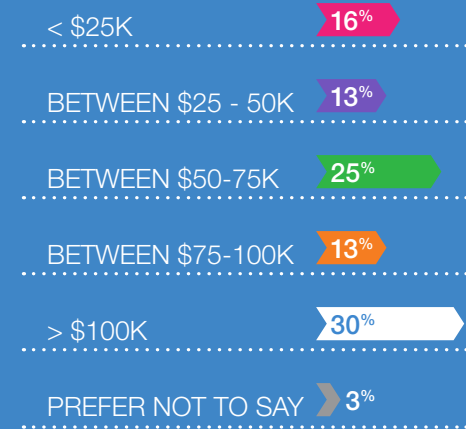 < $25K 16%
BETWEEN $25 - 50K 13%
BETWEEN $50-75K 25%
BETWEEN $75-100K 13%
> $100K 30%
PREFER NOT TO SAY 3%